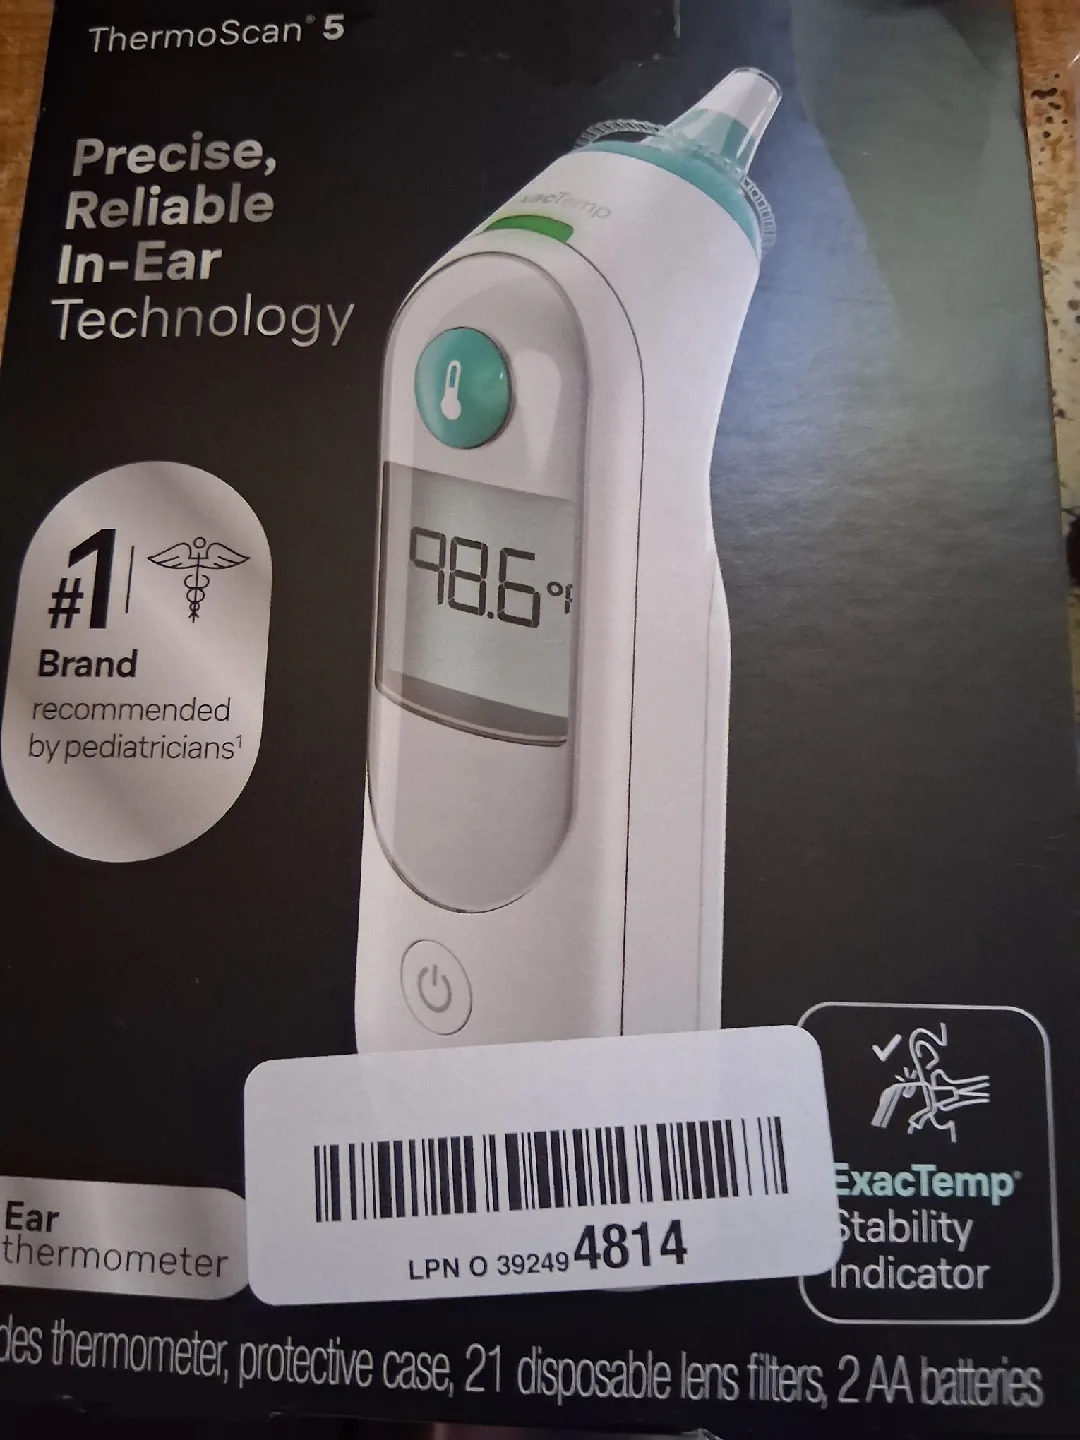 ThermoScan® 5
Precise,
Reliable
In-Ear
Technology
ExacTemp
98.6°F
#1
Brand
recommended
by pediatricians¹
ExacTemp®
Stability
Indicator
Ear
thermometer
LPN O 392494814
thermometer, protective case, 21 disposable lens filters, 2 AA batteries